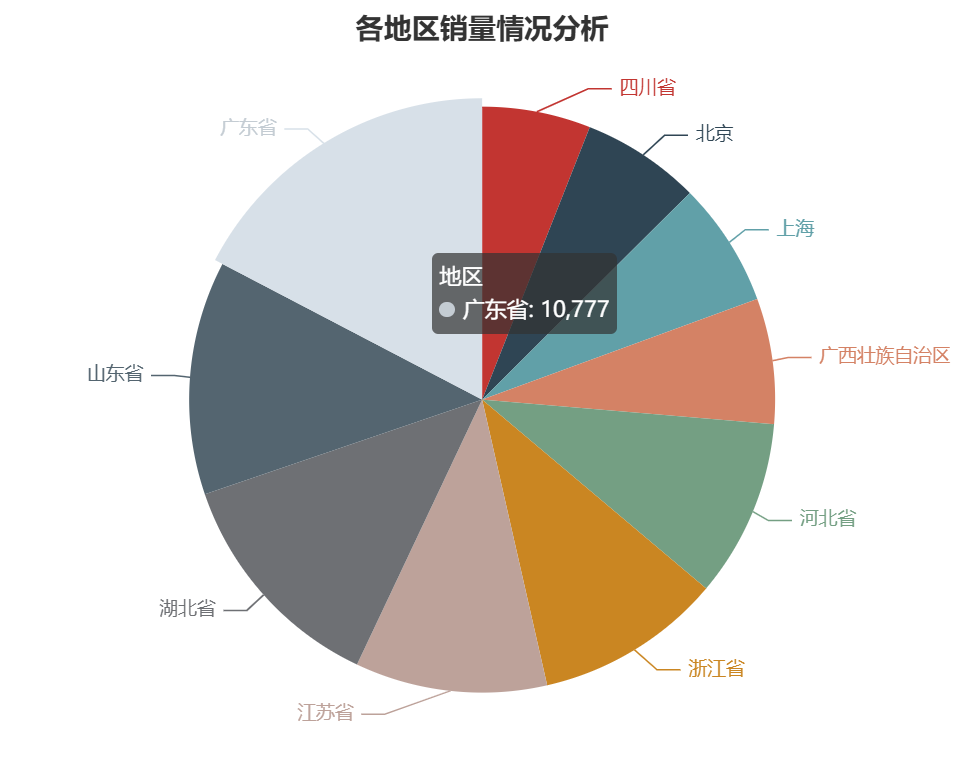 各地区销量情况分析
四川省
广东省
北京
上海
地区
广东省: 10,777
广西壮族自治区
山东省
河北省
湖北省
浙江省
江苏省